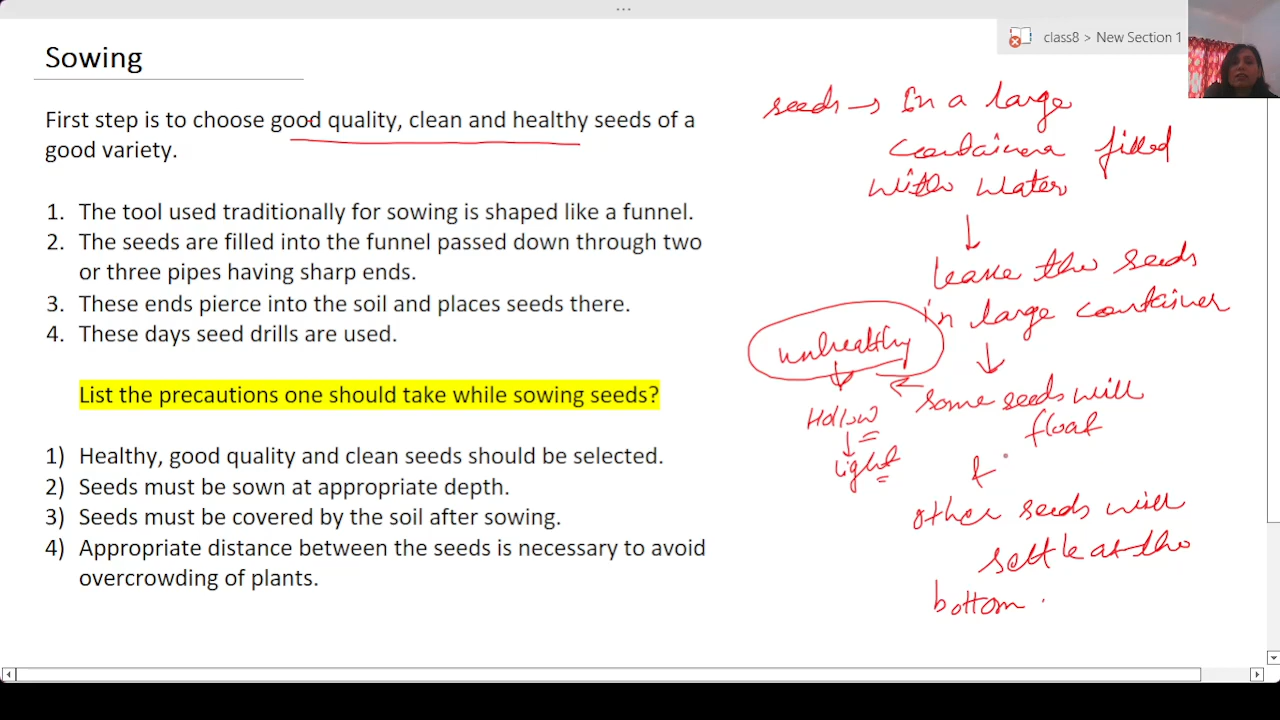 ...
class8 > New Section 1
Sowing
First step is to choose good quality, clean and healthy seeds of a
good variety.
1. The tool used traditionally for sowing is shaped like a funnel.
2. The seeds are filled into the funnel passed down through two
or three pipes having sharp ends.
3. These ends pierce into the soil and places seeds there.
4. These days seed drills are used.
List the precautions one should take while sowing seeds?
1) Healthy, good quality and clean seeds should be selected.
2) Seeds must be sown at appropriate depth.
3) Seeds must be covered by the soil after sowing.
4) Appropriate distance between the seeds is necessary to avoid
overcrowding of plants.
seeds → In a large
container filled
with water
↓
leave the seeds
in large container
↓
some seeds will
float
&
other seeds will
settle at the
bottom .
← unhealthy
↓
Hollow
↓
light